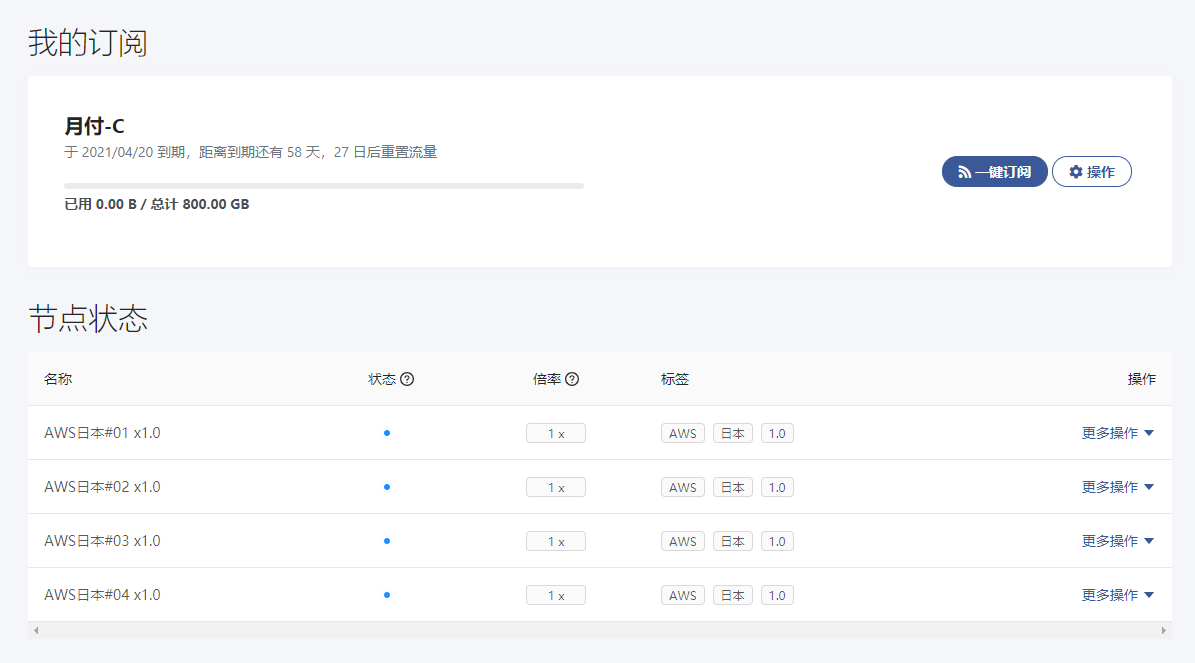 我的订阅
月付-C
于 2021/04/20 到期，距离到期还有 58 天，27 日后重置流量
已用 0.00 B / 总计 800.00 GB
一键订阅 操作
节点状态
名称 状态 倍率 标签 操作
AWS日本#01 x1.0 1 x AWS 日本 1.0 更多操作
AWS日本#02 x1.0 1 x AWS 日本 1.0 更多操作
AWS日本#03 x1.0 1 x AWS 日本 1.0 更多操作
AWS日本#04 x1.0 1 x AWS 日本 1.0 更多操作